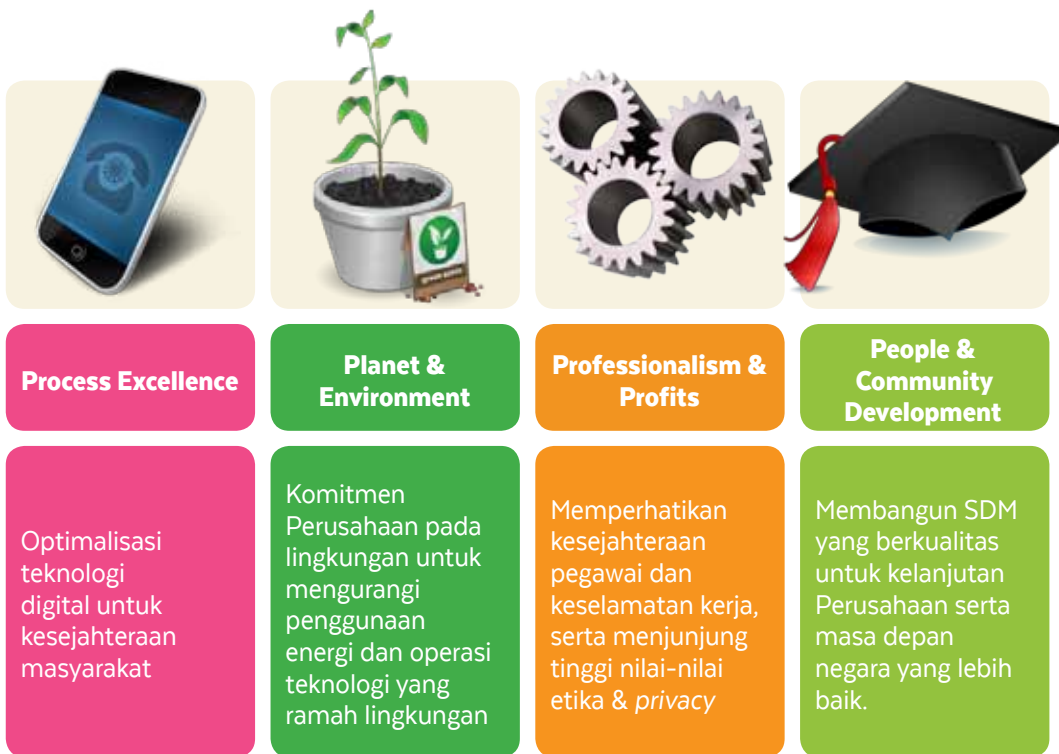 Process Excellence
Optimalisasi
teknologi
digital untuk
kesejahteraan
masyarakat
Planet &
Environment
Komitmen
Perusahaan pada
lingkungan untuk
mengurangi
penggunaan
energi dan operasi
teknologi yang
ramah lingkungan
Professionalism &
Profits
Memperhatikan
kesejahteraan
pegawai dan
keselamatan kerja,
serta menjunjung
tinggi nilai-nilai
etika & privacy
People &
Community
Development
Membangun SDM
yang berkualitas
untuk kelanjutan
Perusahaan serta
masa depan
negara yang lebih
baik.